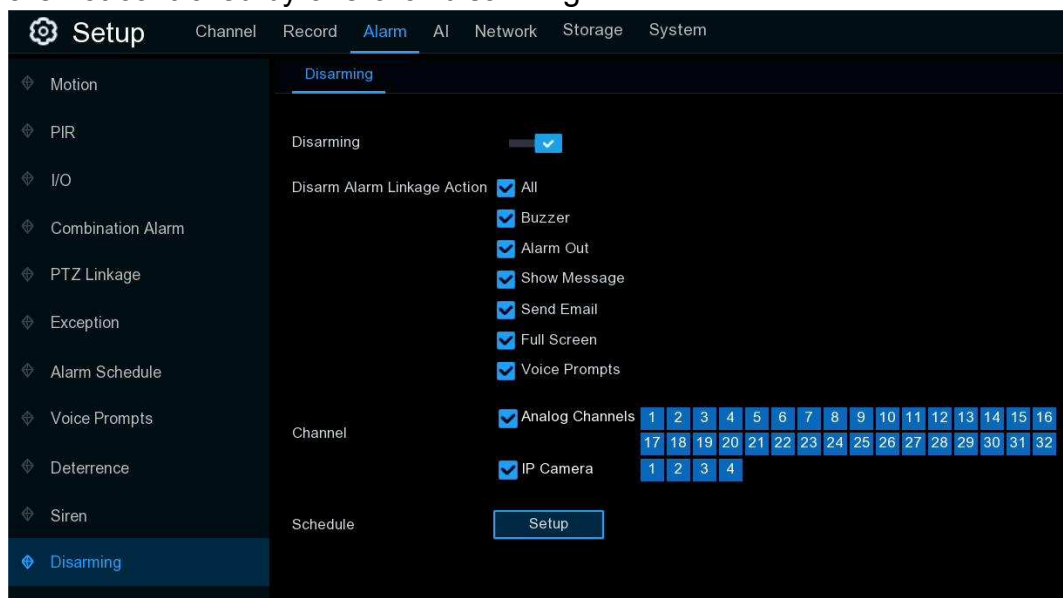 Setup Channel Record Alarm AI Network Storage System
Disarming
Motion
PIR
I/O
Combination Alarm
PTZ Linkage
Exception
Alarm Schedule
Voice Prompts
Deterrence
Siren
Disarming
Disarming
Disarm Alarm Linkage Action All
Buzzer
Alarm Out
Show Message
Send Email
Full Screen
Voice Prompts
Channel
Analog Channels 1 2 3 4 5 6 7 8 9 10 11 12 13 14 15 16
17 18 19 20 21 22 23 24 25 26 27 28 29 30 31 32
IP Camera 1 2 3 4
Schedule Setup